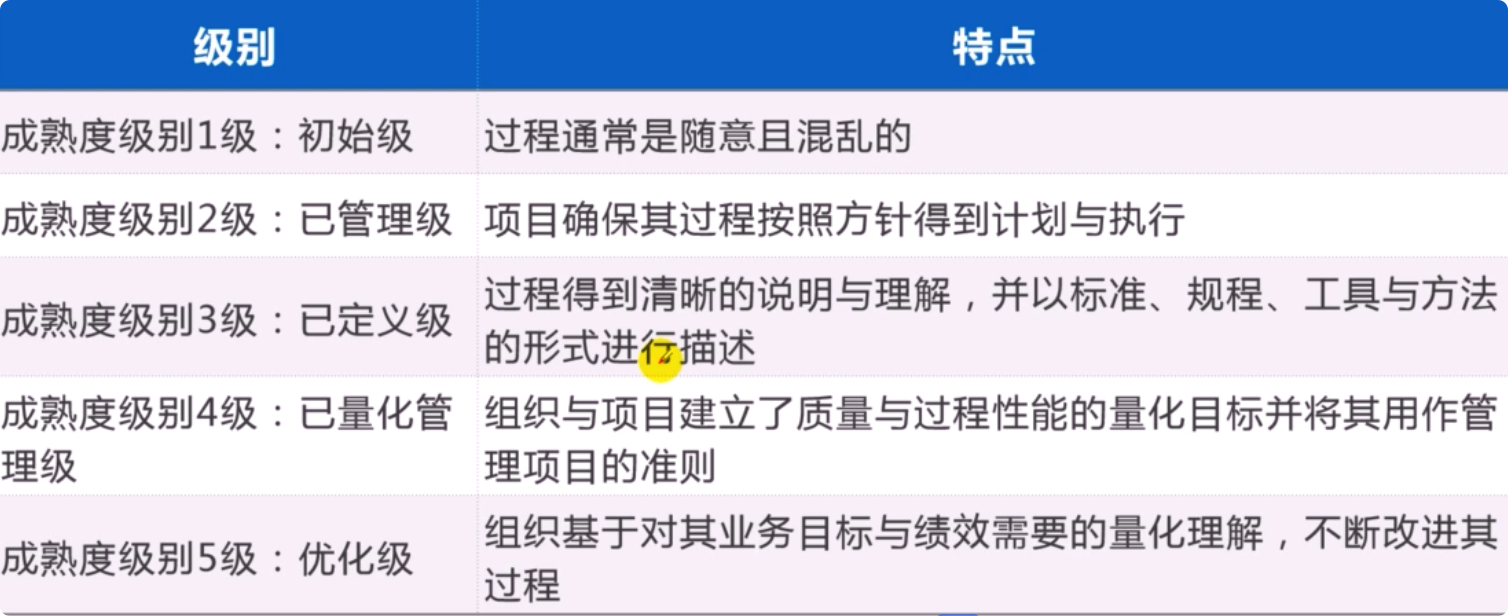 级别
特点
成熟度级别1级：初始级
过程通常是随意且混乱的
成熟度级别2级：已管理级
项目确保其过程按照方针得到计划与执行
成熟度级别3级：已定义级
过程得到清晰的说明与理解，并以标准、规程、工具与方法
的形式进行描述
成熟度级别4级：已量化管
理级
组织与项目建立了质量与过程性能的量化目标并将其用作管
理项目的准则
成熟度级别5级：优化级
组织基于对其业务目标与绩效需要的量化理解，不断改进其
过程